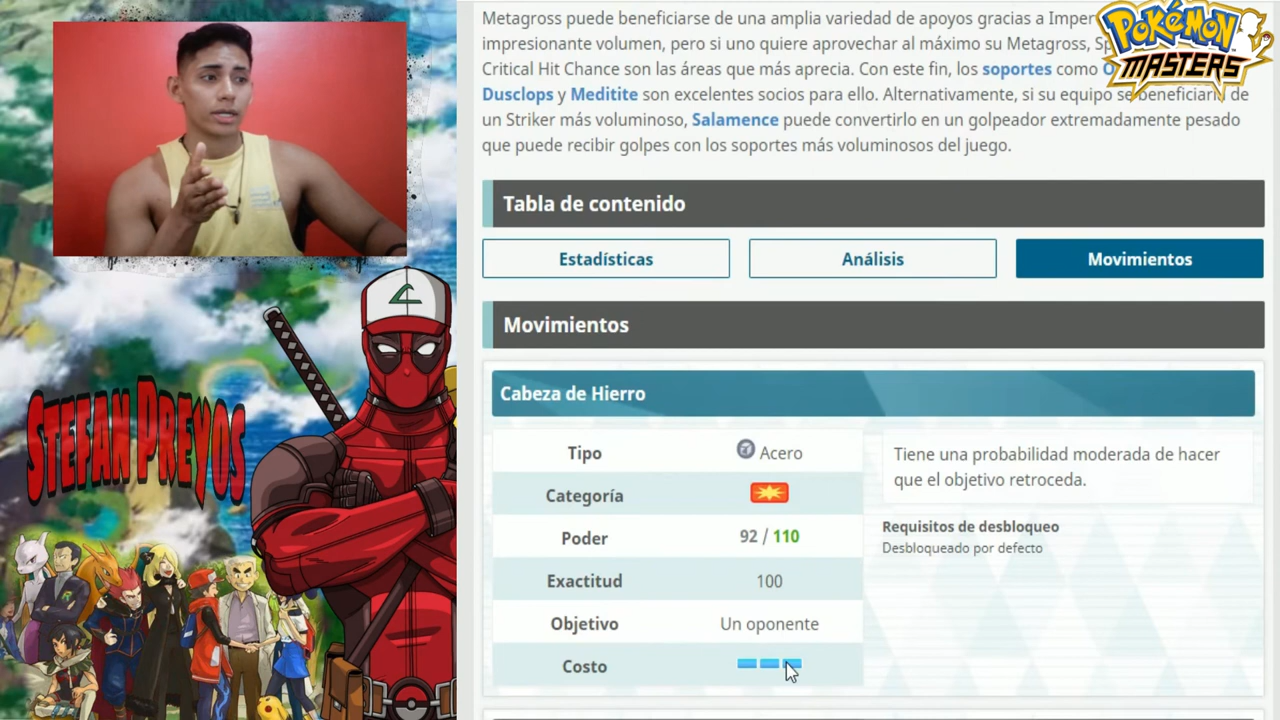 Metagross puede beneficiarse de una amplia variedad de apoyos gracias a
impresionante volumen, pero si uno quiere aprovechar al máximo su Metagross,
Critical Hit Chance son las áreas que más aprecia. Con este fin, los soportes como
Dusclops y Meditite son excelentes socios para ello. Alternativamente, si su equipo se beneficiaría de
un Striker más voluminoso, Salamence puede convertirlo en un golpeador extremadamente pesado
que puede recibir golpes con los soportes más voluminosos del juego.
POKÉMON
MASTERS
Tabla de contenido
Estadísticas
Análisis
Movimientos
Movimientos
Cabeza de Hierro
Tipo Acero
Categoría
Poder 92 / 110
Exactitud 100
Objetivo Un oponente
Costo
Tiene una probabilidad moderada de hacer
que el objetivo retroceda.
Requisitos de desbloqueo
Desbloqueado por defecto
STEFAN PREYOS